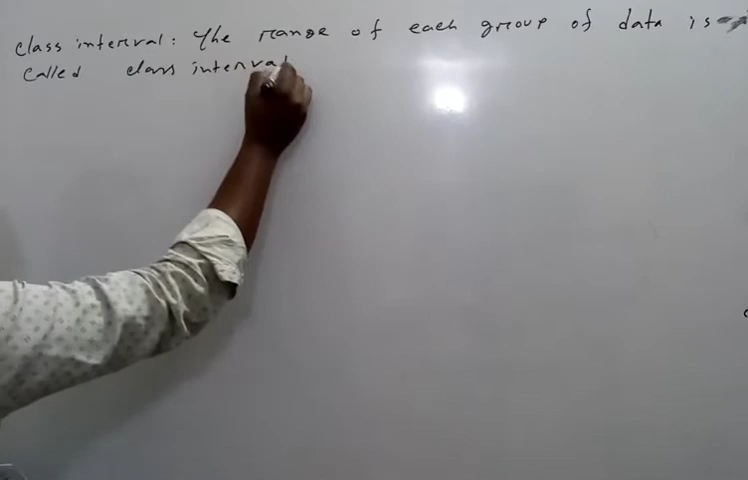 Class interval: The range of each group of data is
called class interval